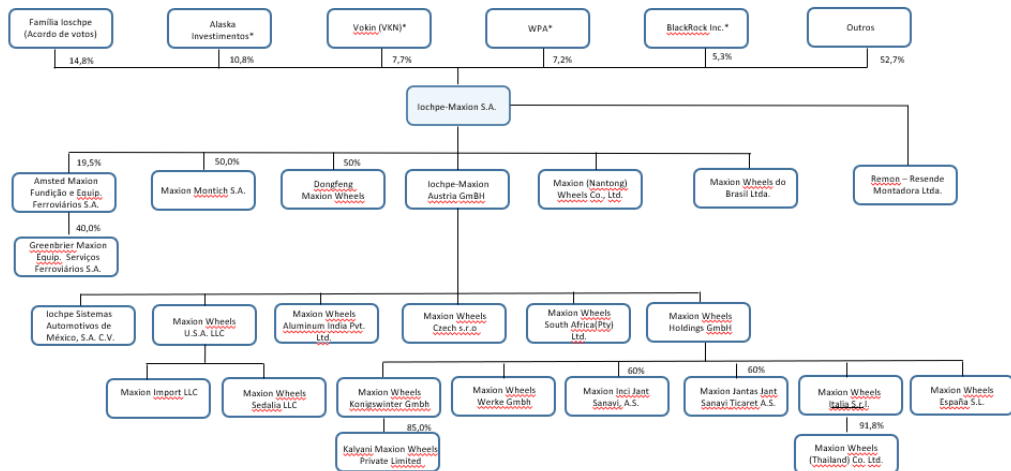 Família Ioschpe
(Acordo de votos)
Alaska
Investimentos*
Vokin (VKN)*
WPA*
BlackRock Inc.*
Outros
14,8%
10,8%
7,7%
7,2%
5,3%
52,7%
Iochpe-Maxion S.A.
19,5%
50,0%
50%
Amsted Maxion
Fundição e Equip.
Ferroviários S.A.
Maxion Montich S.A.
Dongfeng
Maxion Wheels
Iochpe-Maxion
Austria GmBH
Maxion (Nantong)
Wheels Co., Ltd.
Maxion Wheels do
Brasil Ltda.
Remon – Resende
Montadora Ltda.
40,0%
Greenbrier Maxion
Equip. Serviços
Ferroviários S.A.
Iochpe Sistemas
Automotivos de
México, S.A. C.V.
Maxion Wheels
U.S.A. LLC
Maxion Wheels
Aluminum India Pvt.
Ltd.
Maxion Wheels
Czech s.r.o
Maxion Wheels
South Africa(Pty)
Ltd.
Maxion Wheels
Holdings GmbH
60%
60%
Maxion Import LLC
Maxion Wheels
Sedalia LLC
Maxion Wheels
Konigswinter Gmbh
Maxion Wheels
Werke Gmbh
Maxion Inci Jant
Sanavi, A.S.
Maxion Jantas Jant
Sanavi Ticaret A.S.
Maxion Wheels
Italia S.r.l.
Maxion Wheels
España S.L.
85,0%
91,8%
Kalyani Maxion Wheels
Private Limited
Maxion Wheels
(Thailand) Co. Ltd.